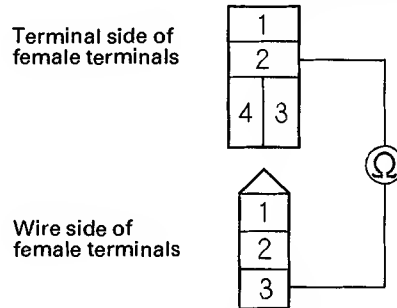 Terminal side of
female terminals
1
2
4 3
Ω
Wire side of
female terminals
1
2
3